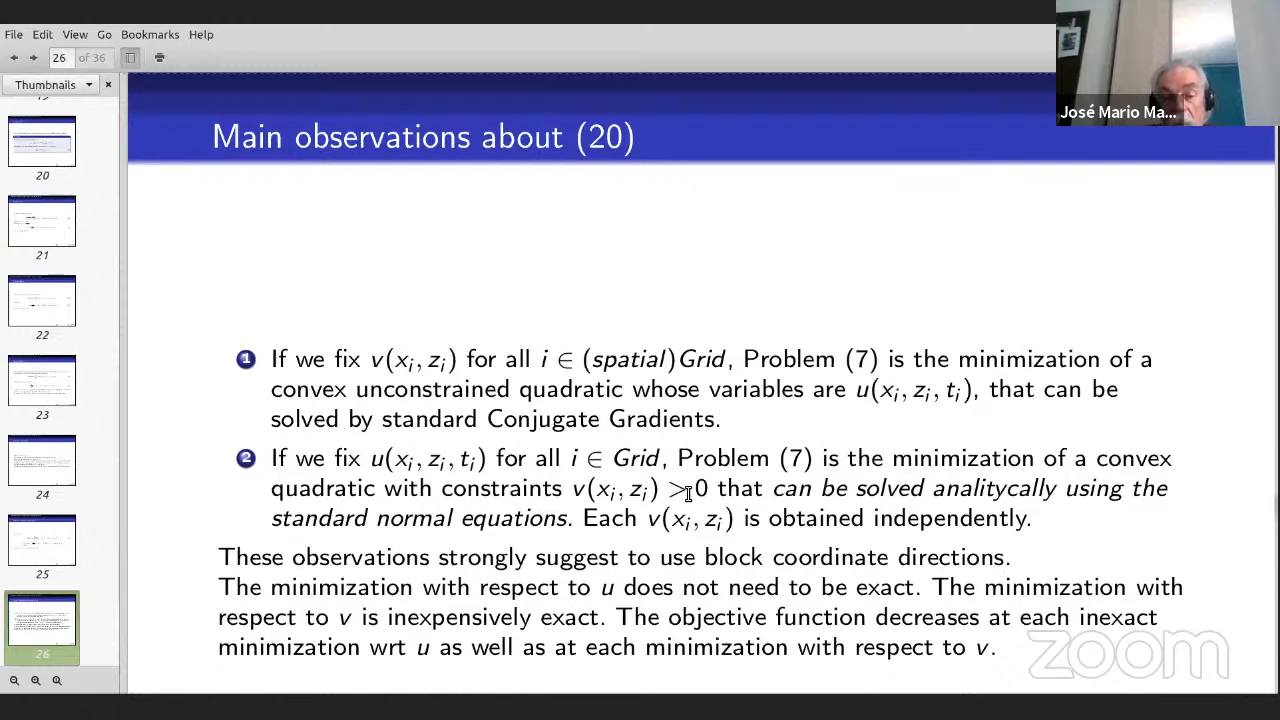 File Edit View Go Bookmarks Help
26 of 36
Thumbnails
20
21
22
23
24
25
26
José Mario Ma...
Main observations about (20)
1 If we fix v(xᵢ, zᵢ) for all i ∈ (spatial)Grid, Problem (7) is the minimization of a
convex unconstrained quadratic whose variables are u(xᵢ, zᵢ, tᵢ), that can be
solved by standard Conjugate Gradients.
2 If we fix u(xᵢ, zᵢ, tᵢ) for all i ∈ Grid, Problem (7) is the minimization of a convex
quadratic with constraints v(xᵢ, zᵢ) > 0 that can be solved analitycally using the
standard normal equations. Each v(xᵢ, zᵢ) is obtained independently.
These observations strongly suggest to use block coordinate directions.
The minimization with respect to u does not need to be exact. The minimization with
respect to v is inexpensively exact. The objective function decreases at each inexact
minimization wrt u as well as at each minimization with respect to v.
zoom